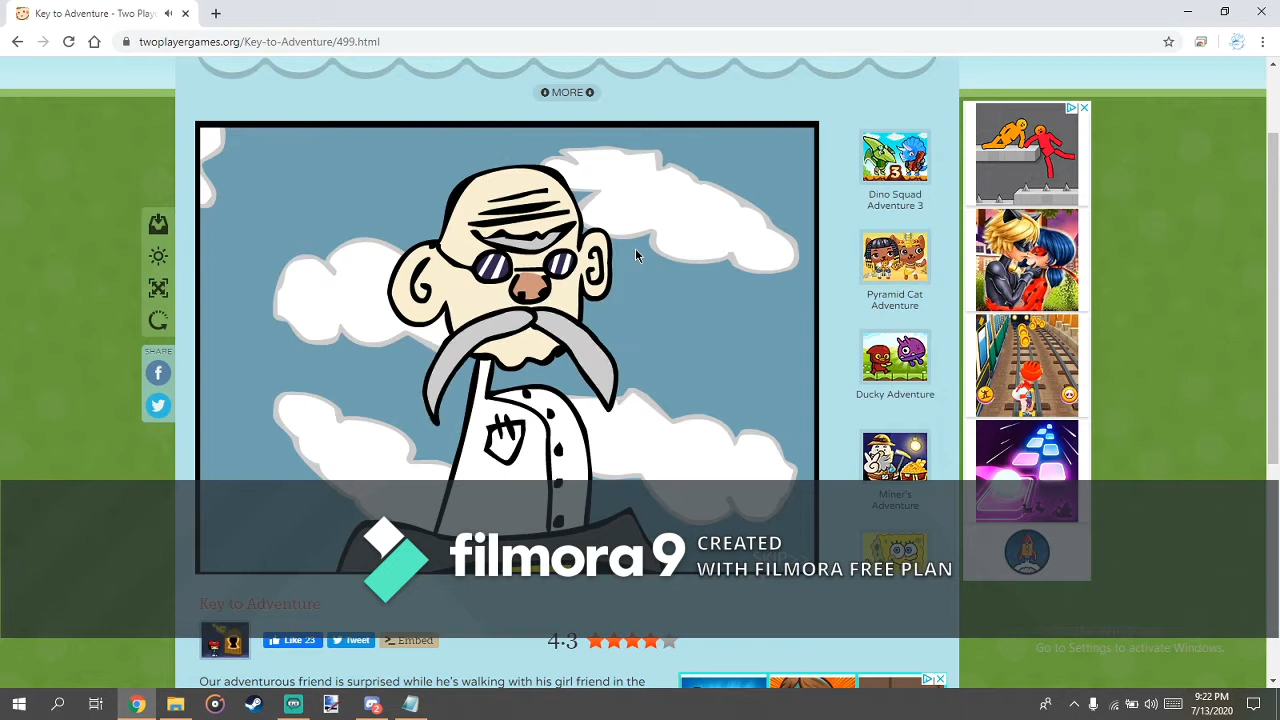 Key to Adventure - Two Play
twoplayergames.org/Key-to-Adventure/499.html
MORE
Dino Squad
Adventure 3
Pyramid Cat
Adventure
Ducky Adventure
Miner's
Adventure
SHARE
filmora9
CREATED
WITH FILMORA FREE PLAN
Key to Adventure
Like 23
Tweet
Embed
4.3
Go to Settings to activate Windows.
Our adventurous friend is surprised while he's walking with his girl friend in the
9:22 PM
7/13/2020